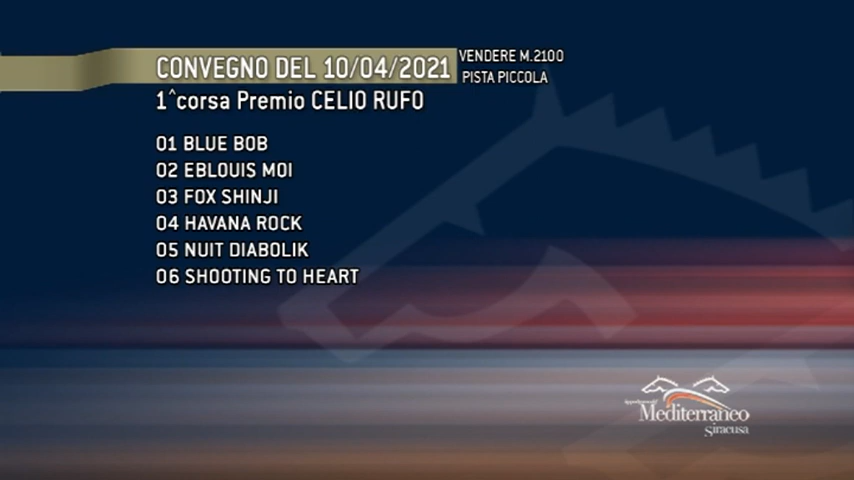 CONVEGNO DEL 10/04/2021
VENDERE M.2100
PISTA PICCOLA
1^corsa Premio CELIO RUFO
01 BLUE BOB
02 EBLOUIS MOI
03 FOX SHINJI
04 HAVANA ROCK
05 NUIT DIABOLIK
06 SHOOTING TO HEART
Mediterraneo
Siracusa